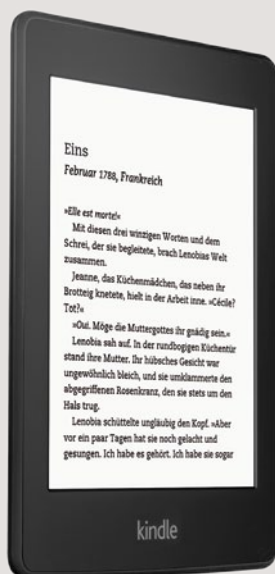 Eins
Februar 1788, Frankreich
»Elle est morte!«
Mit diesen drei winzigen Worten und dem
Schrei, der sie begleitete, brach Lenobias Welt
zusammen.
Jeanne, das Küchenmädchen, das neben ihr
Brotteig knetete, hielt in der Arbeit inne. »Cécile?
Tot?«
»Oui. Möge die Muttergottes ihr gnädig sein.«
Lenobia sah auf. In der rundbogigen Küchentür
stand ihre Mutter. Ihr hübsches Gesicht war
ungewöhnlich bleich, und sie umklammerte den
abgegriffenen Rosenkranz, den sie stets um den
Hals trug.
Lenobia schüttelte ungläubig den Kopf. »Aber
vor ein paar Tagen hat sie noch gelacht und
gesungen. Ich habe es gehört. Ich habe sie sogar
kindle